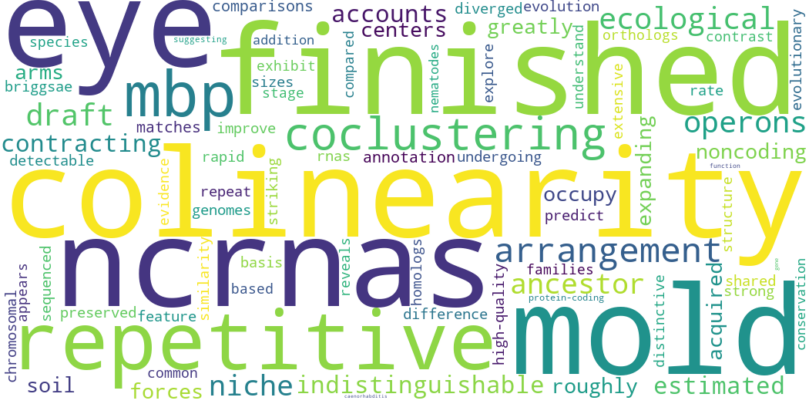 eye
comparisons
accounts
diverged
evolution
ecological
evolutionary
species
suggesting
addition
centers
greatly
orthologs
contrast
finished
arms
briggsae
mbp
exhibit
sizes
stage
compared
nematodes
explore
understand
extensive
rate
draft
matches
improve
coclustering
operons
contracting
noncoding
detectable
rapid
rnas
annotation
undergoing
expanding
function
colinearity
evidence
repeat
genomes
striking
occupy
predict
structure
ncrnas
arrangement
sequenced
similarity
basis
based
reveals
homologs
high-quality
families
ancestor
protein-coding
distinctive
acquired
shared
strong
gene
conservation
chromosomal
appears
preserved
feature
difference
repetitive
mold
common
forces
soil
niche
indistinguishable
roughly
estimated
caenorhabditis